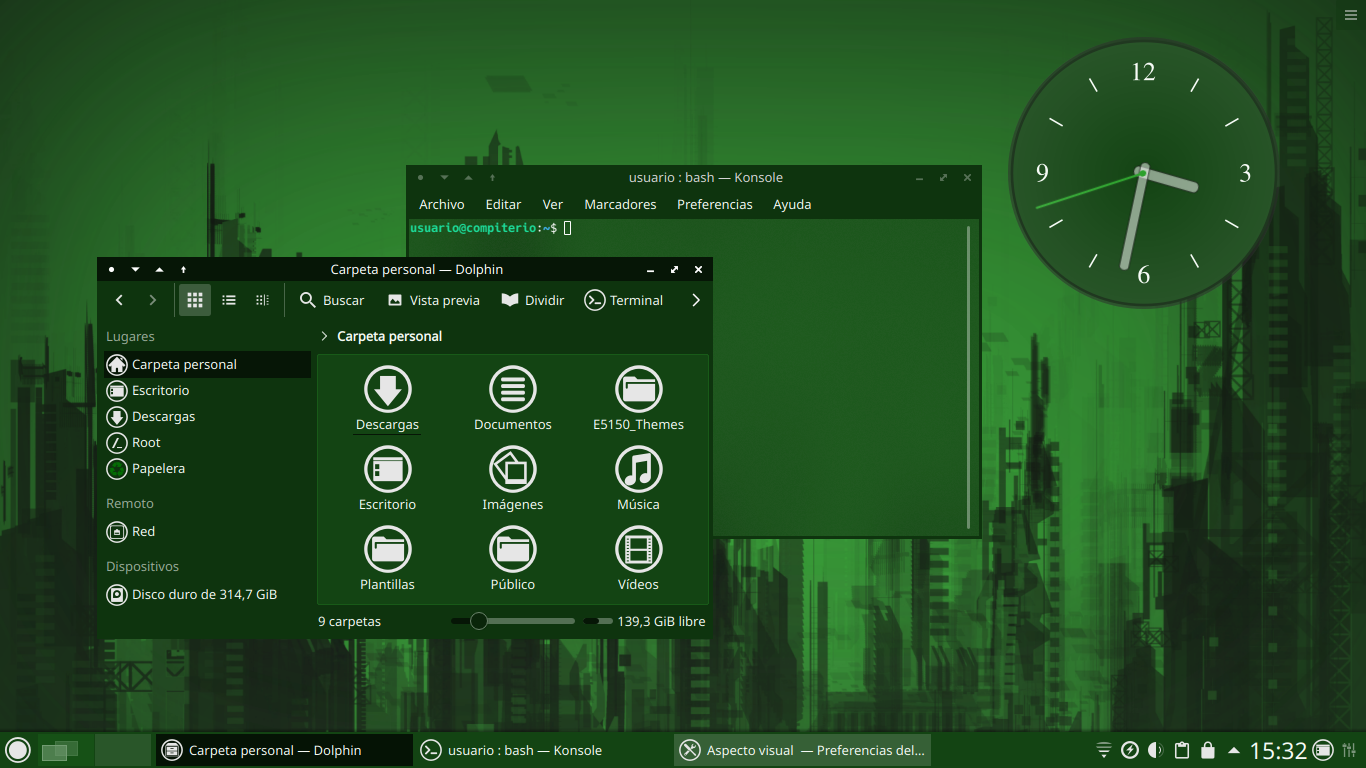 12
9
3
6
usuario : bash — Konsole
Archivo Editar Ver Marcadores Preferencias Ayuda
usuario@compiterio:~$
Carpeta personal — Dolphin
Buscar Vista previa Dividir Terminal
Lugares
Carpeta personal
Escritorio
Descargas
Root
Papelera
Remoto
Red
Dispositivos
Disco duro de 314,7 GiB
Carpeta personal
Descargas Documentos E5150_Themes
Escritorio Imágenes Música
Plantillas Público Vídeos
9 carpetas 139,3 GiB libre
Carpeta personal — Dolphin
usuario : bash — Konsole
Aspecto visual — Preferencias del...
15:32